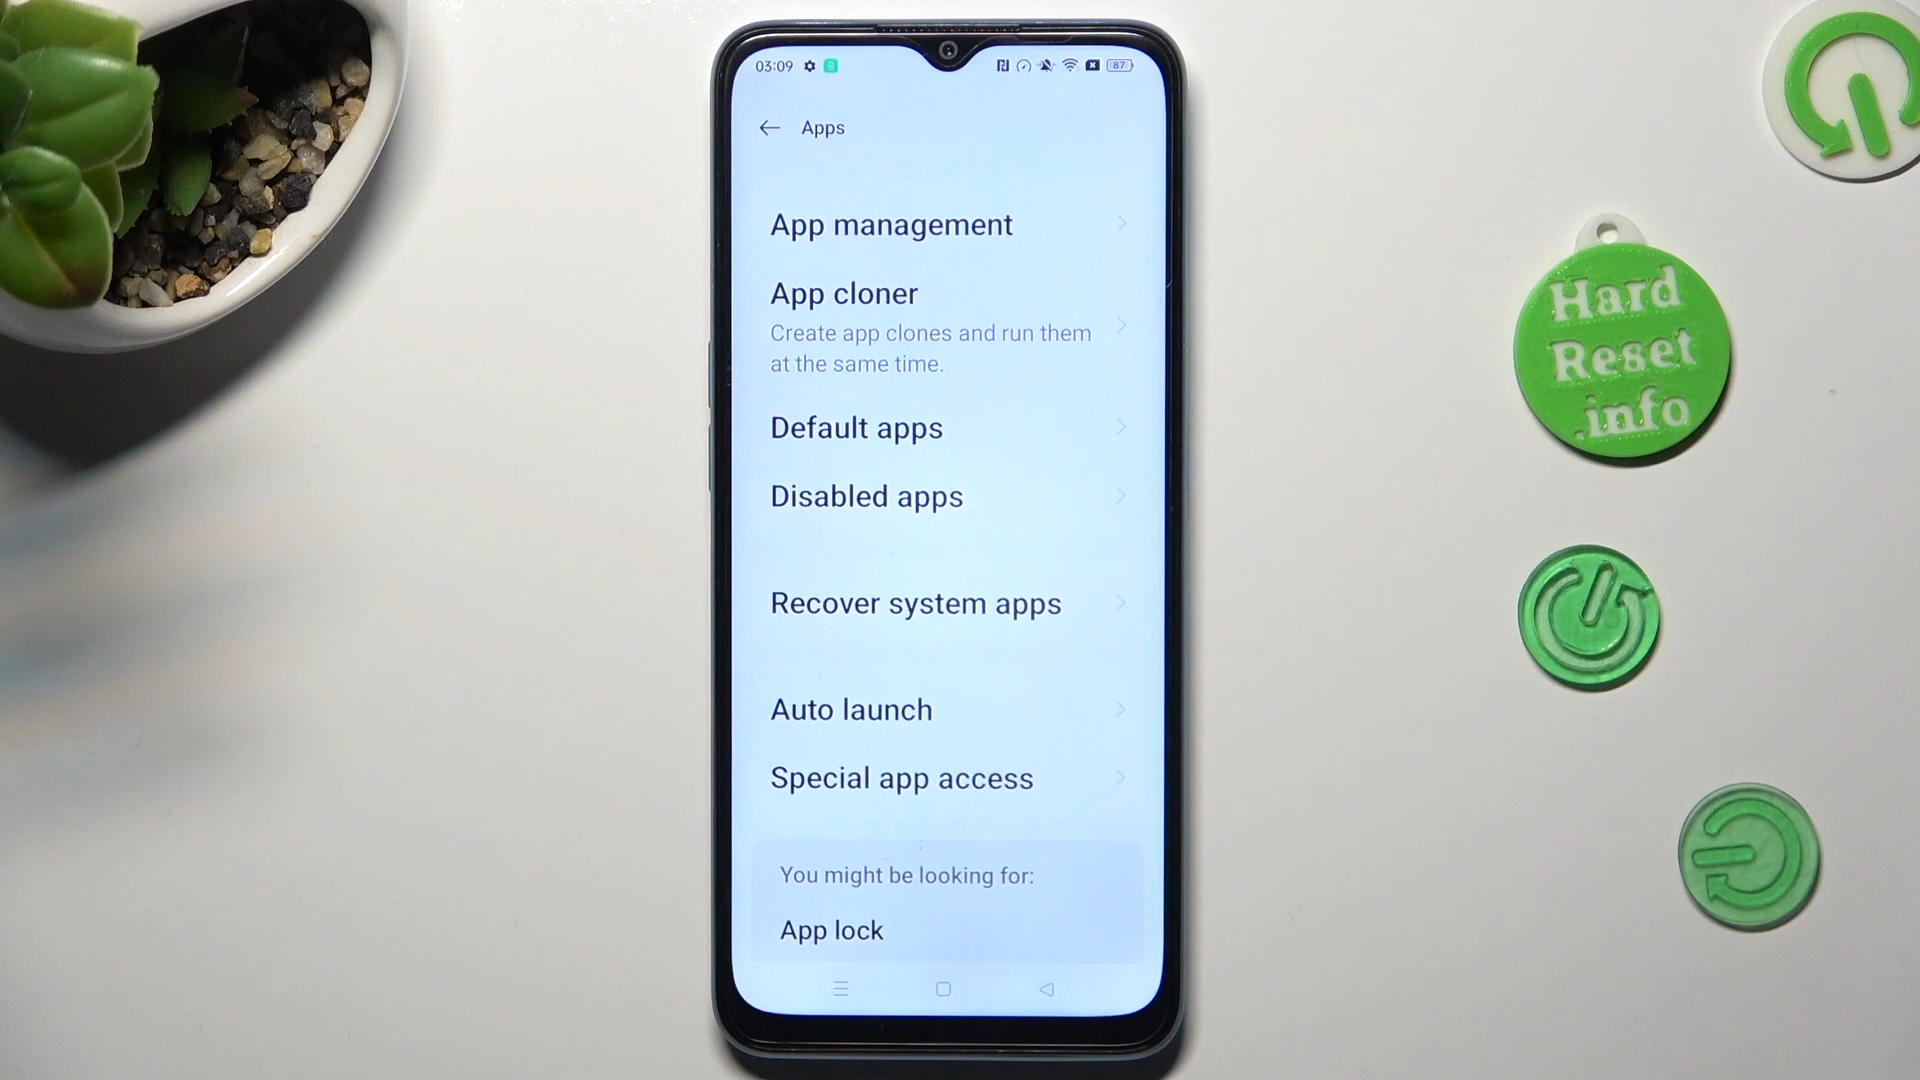 03:09
87
Apps
App management
App cloner
Create app clones and run them
at the same time.
Default apps
Disabled apps
Recover system apps
Auto launch
Special app access
You might be looking for:
App lock
Hard
Reset
.info